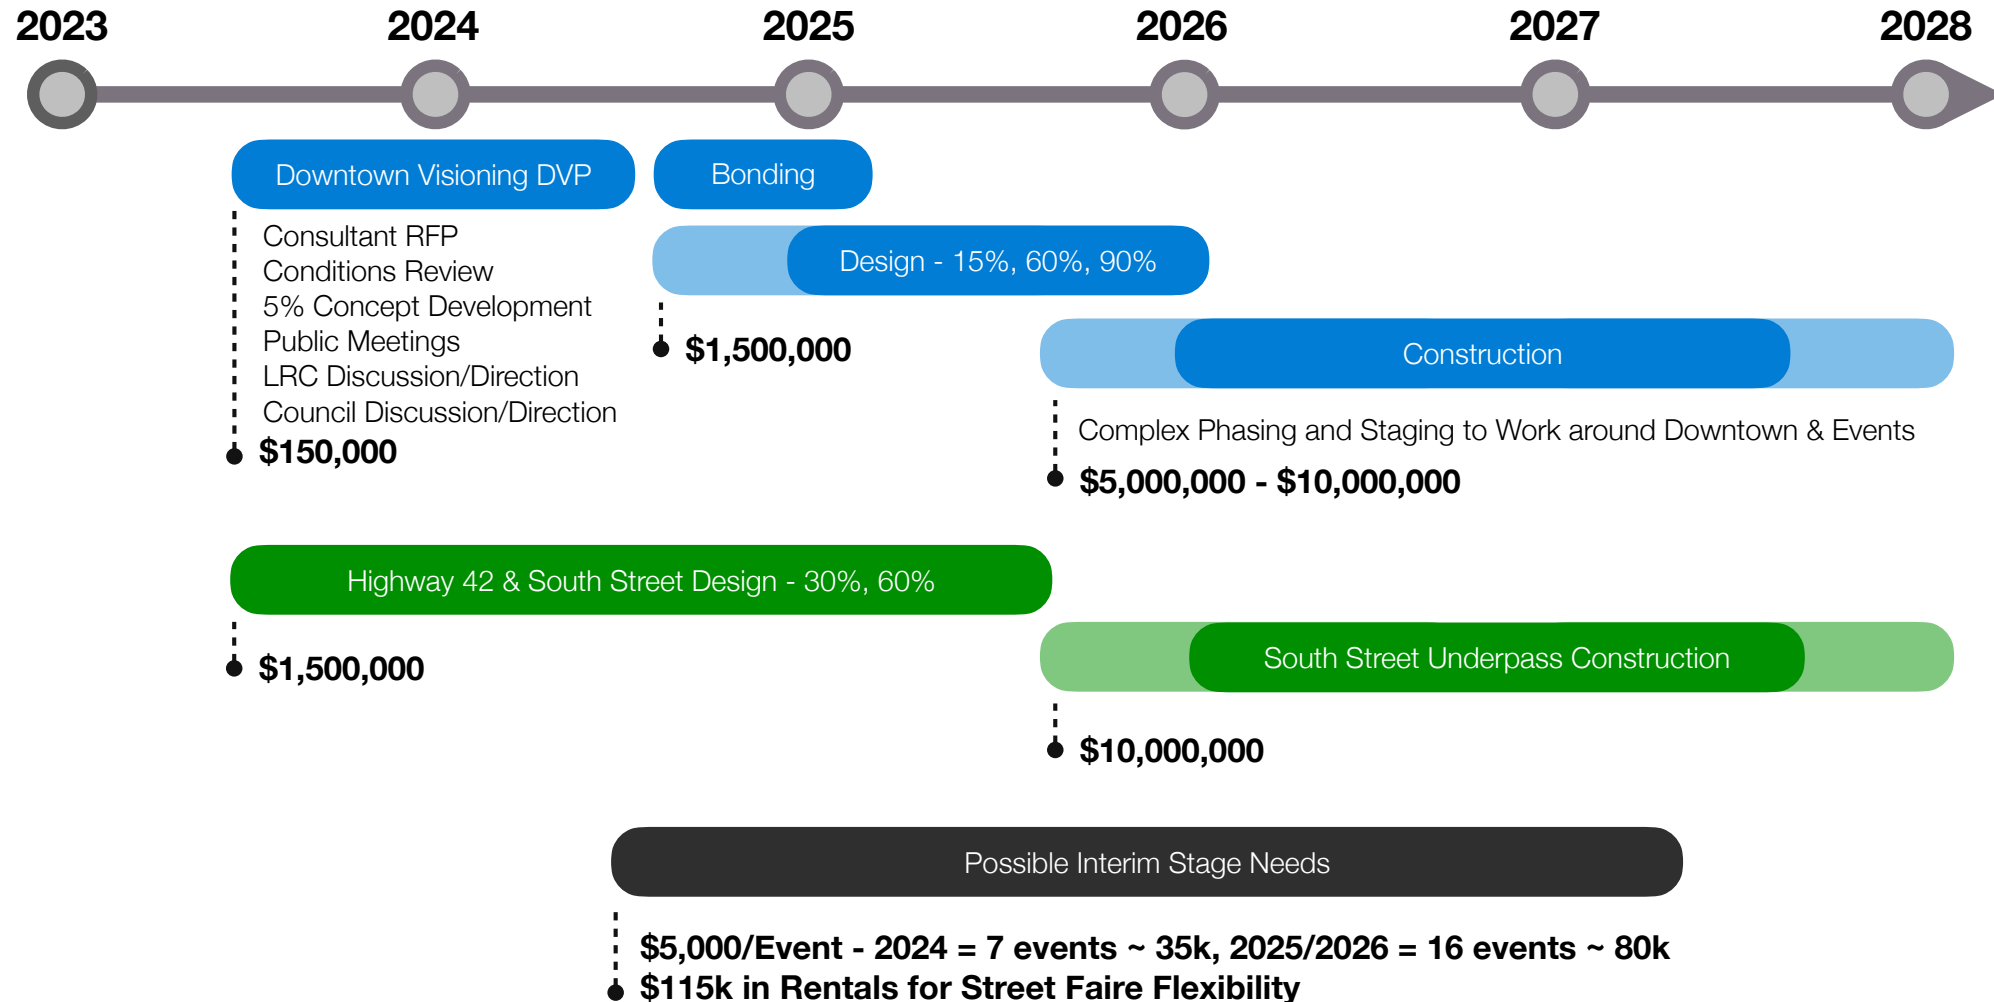 2023 2024 2025 2026 2027 2028
Downtown Visioning DVP
Bonding
Consultant RFP
Conditions Review
5% Concept Development
Public Meetings
LRC Discussion/Direction
Council Discussion/Direction
$150,000
Design - 15%, 60%, 90%
$1,500,000
Construction
Complex Phasing and Staging to Work around Downtown & Events
$5,000,000 - $10,000,000
Highway 42 & South Street Design - 30%, 60%
$1,500,000
South Street Underpass Construction
$10,000,000
Possible Interim Stage Needs
$5,000/Event - 2024 = 7 events ~ 35k, 2025/2026 = 16 events ~ 80k
$115k in Rentals for Street Faire Flexibility